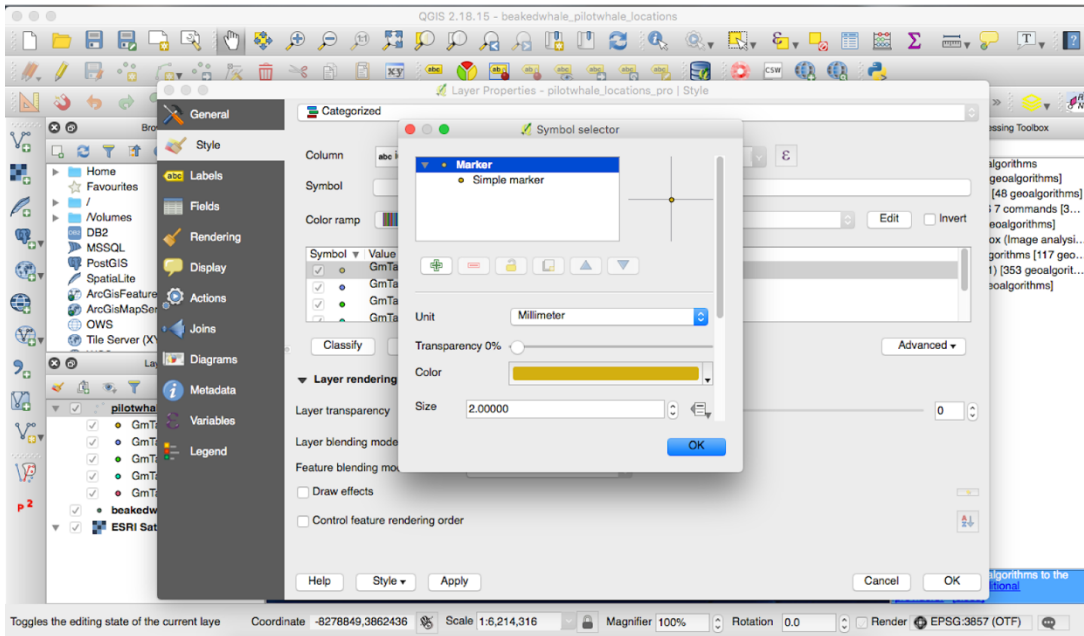 QGIS 2.18.15 - beakedwhale_pilotwhale_locations
Layer Properties - pilotwhale_locations_pro | Style
General
Style
Labels
Fields
Rendering
Display
Actions
Joins
Diagrams
Metadata
Variables
Legend
Home
Favourites
/
/Volumes
DB2
MSSQL
PostGIS
SpatiaLite
ArcGisFeature
ArcGisMapSer
OWS
Tile Server (XY
pilotwha
GmTa
GmTa
GmTa
GmTa
GmTa
beakedw
ESRI Sat
Categorized
Column
Symbol
Color ramp
Edit
Invert
Symbol Value
GmTa
GmTa
GmTa
GmTa
Classify
Advanced
Layer rendering
Layer transparency
0
Layer blending mode
Feature blending mo
Draw effects
Control feature rendering order
Help
Style
Apply
Cancel
OK
Symbol selector
Marker
Simple marker
Unit
Millimeter
Transparency 0%
Color
Size
2.00000
OK
essing Toolbox
lgorithms
geoalgorithms]
[48 geoalgorithms]
7 commands [3...
eoalgorithms]
ox (Image analysi...
gorithms [117 geo...
1) [353 geoalgorit...
eoalgorithms]
lgorithms to the
Toggles the editing state of the current laye
Coordinate -8278849,3862436
Scale 1:6,214,316
Magnifier 100%
Rotation 0.0
Render
EPSG:3857 (OTF)